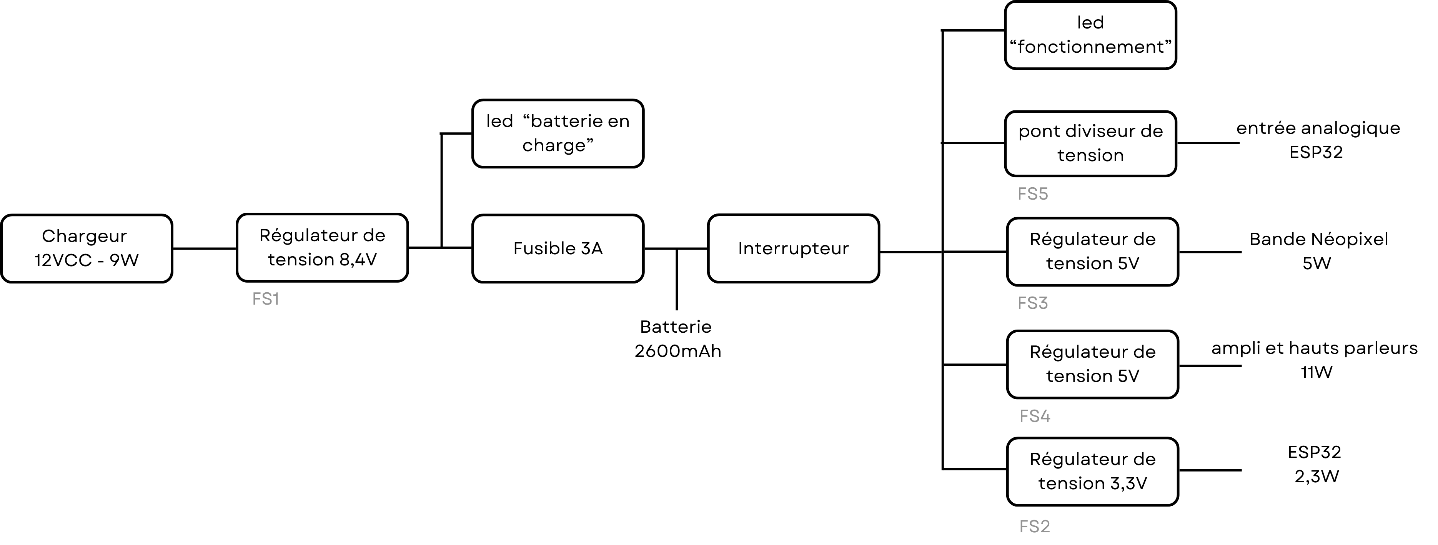 led
“fonctionnement”
led “batterie en
charge”
pont diviseur de
tension
FS5
entrée analogique
ESP32
Chargeur
12VCC - 9W
Régulateur de
tension 8,4V
FS1
Fusible 3A
Batterie
2600mAh
Interrupteur
Régulateur de
tension 5V
FS3
Bande Néopixel
5W
Régulateur de
tension 5V
FS4
ampli et hauts parleurs
11W
Régulateur de
tension 3,3V
FS2
ESP32
2,3W